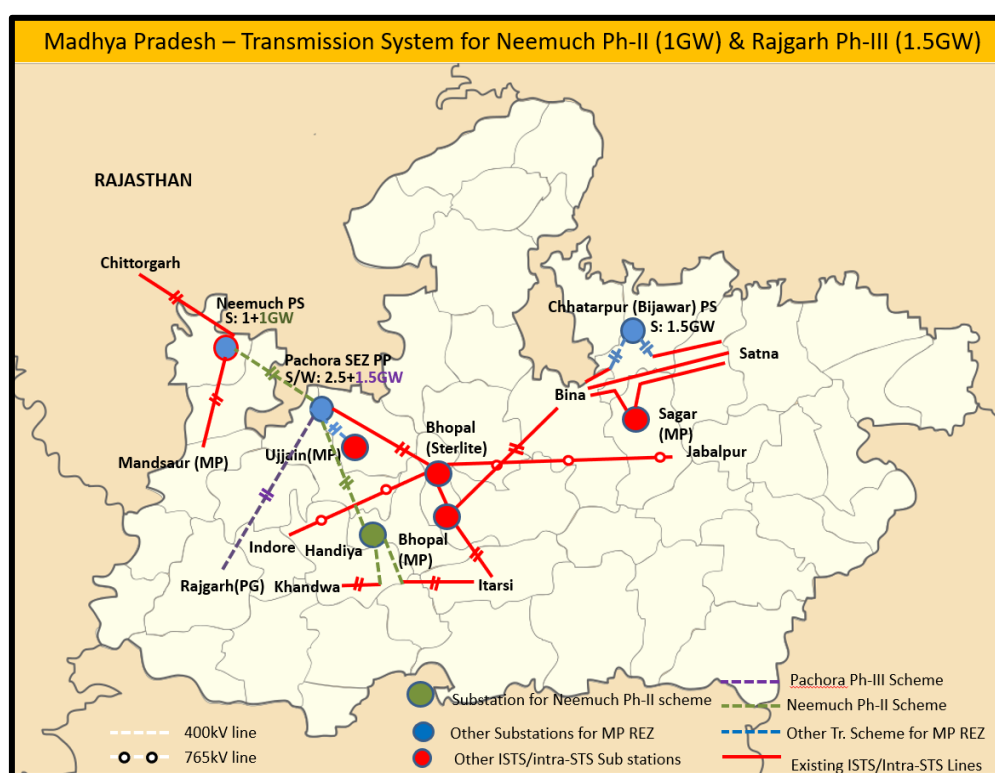 Madhya Pradesh – Transmission System for Neemuch Ph-II (1GW) & Rajgarh Ph-III (1.5GW)
RAJASTHAN
Chittorgarh
Neemuch PS
S: 1+1GW
Chhatarpur (Bijawar) PS
S: 1.5GW
Pachora SEZ PP
S/W: 2.5+1.5GW
Satna
Bina
Sagar
(MP)
Bhopal
(Sterlite)
Ujjain(MP)
Mandsaur (MP)
Jabalpur
Indore
Handiya
Bhopal
(MP)
Rajgarh(PG)
Khandwa
Itarsi
Substation for Neemuch Ph-II scheme
Other Substations for MP REZ
Other ISTS/intra-STS Sub stations
400kV line
765kV line
Pachora Ph-III Scheme
Neemuch Ph-II Scheme
Other Tr. Scheme for MP REZ
Existing ISTS/Intra-STS Lines